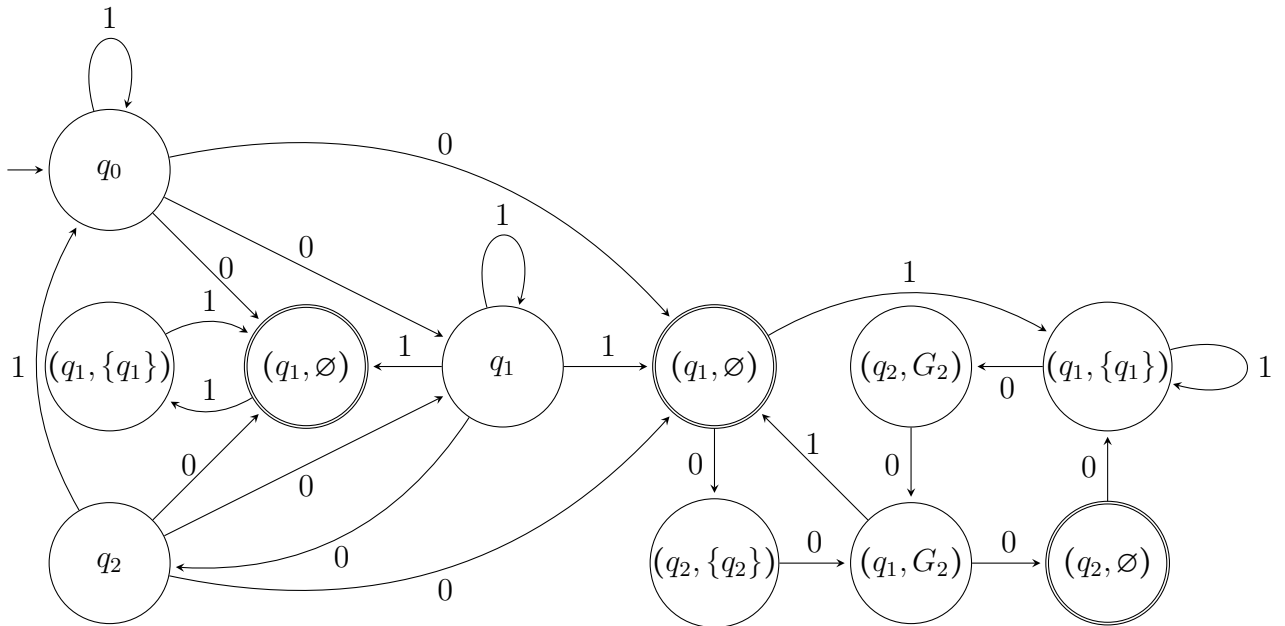 1
q₀
0
0
0
1
1
(q₁, {q₁})
1
1
(q₁, ∅)
1
q₁
1
(q₁, ∅)
1
(q₂, G₂)
0
(q₁, {q₁})
1
1
0
0
0
1
0
0
q₂
0
0
(q₂, {q₂})
0
(q₁, G₂)
0
(q₂, ∅)